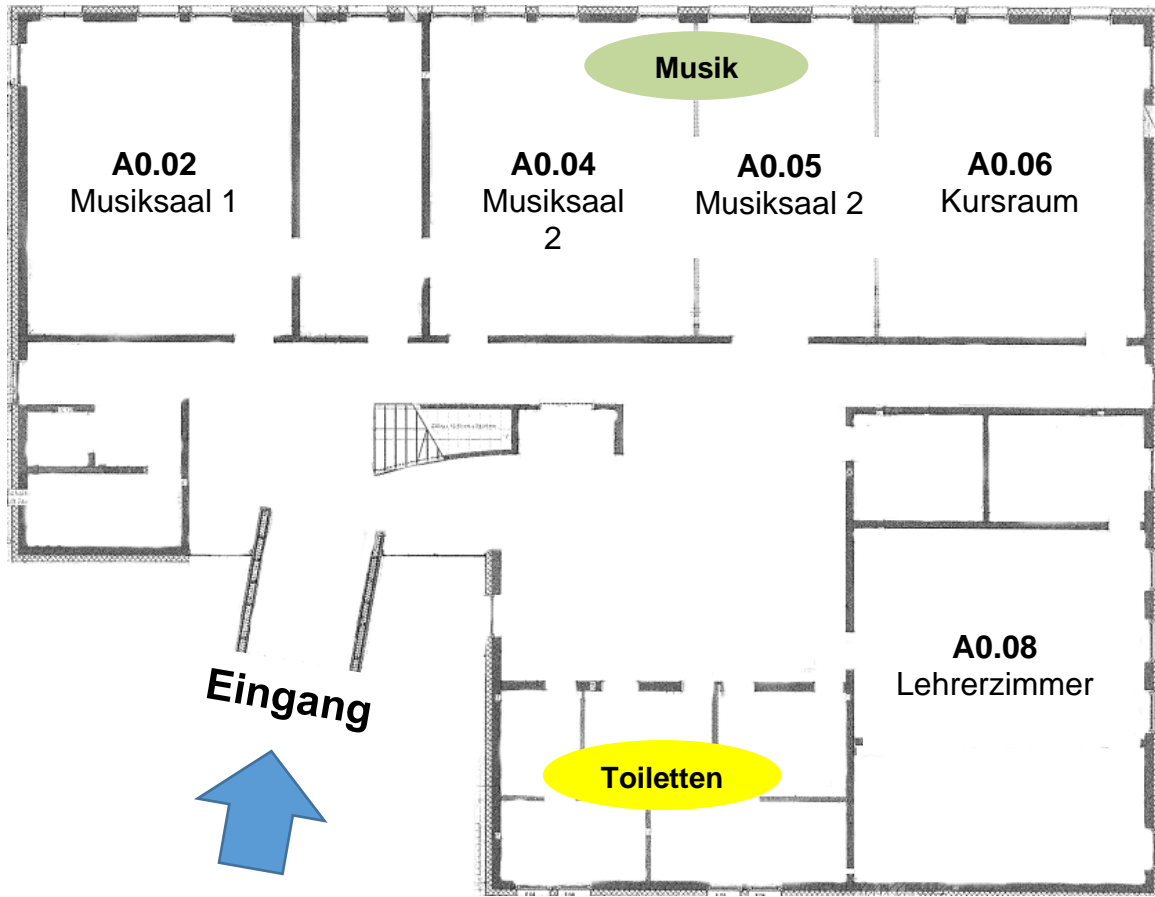 Musik
A0.02
Musiksaal 1
A0.04
Musiksaal
2
A0.05
Musiksaal 2
A0.06
Kursraum
Eingang
A0.08
Lehrerzimmer
Toiletten